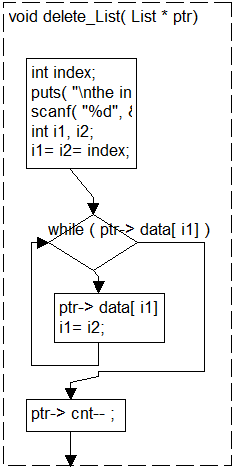 void delete_List( List * ptr)
int index;
puts( "\nthe in
scanf( "%d", &
int i1, i2;
i1= i2= index;
while ( ptr-> data[ i1] )
ptr-> data[ i1]
i1= i2;
ptr-> cnt-- ;